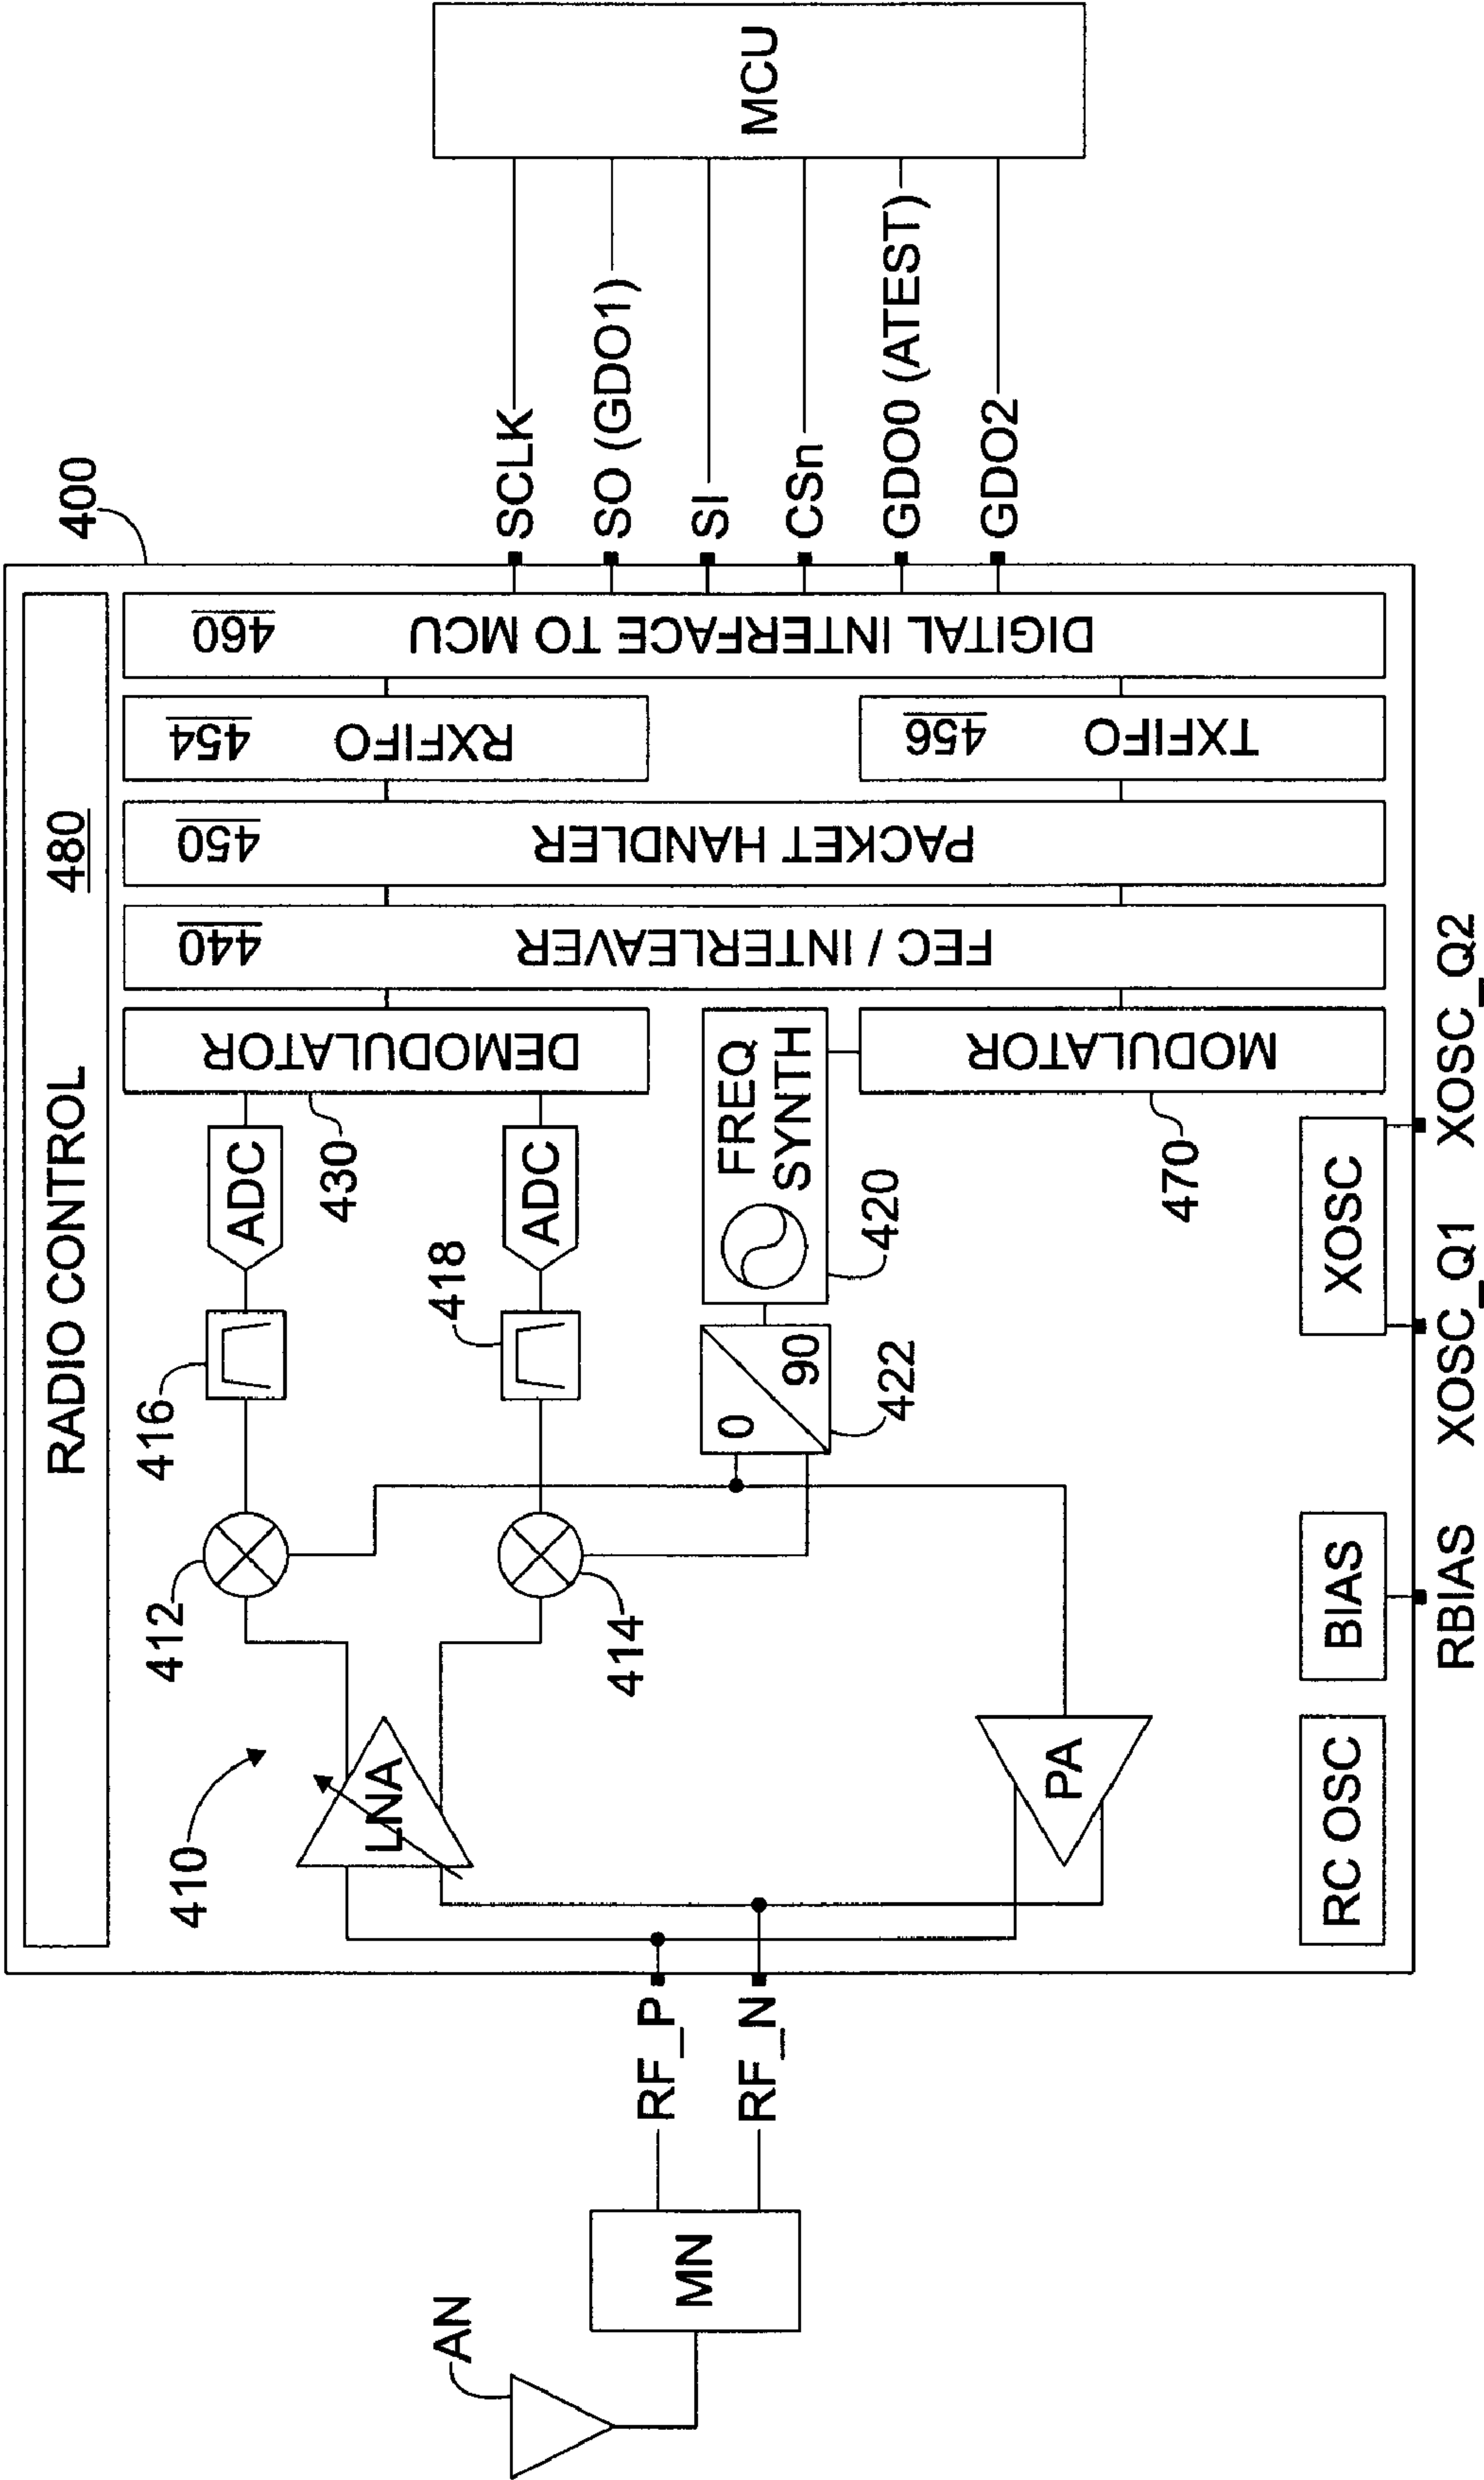 400
RADIO CONTROL 480
410
LNA
412
414
416
418
ADC
ADC
430
DEMODULATOR
FEC / INTERLEAVER 440
PACKET HANDLER 450
RXFIFO 454
TXFIFO 456
DIGITAL INTERFACE TO MCU 460
FREQ
SYNTH
420
0
90
422
MODULATOR
470
PA
RC OSC
BIAS
XOSC
RBIAS
XOSC_Q1
XOSC_Q2
AN
MN
RF_P
RF_N
SCLK
SO (GDO1)
SI
CSn
GDO0 (ATEST)
GDO2
MCU